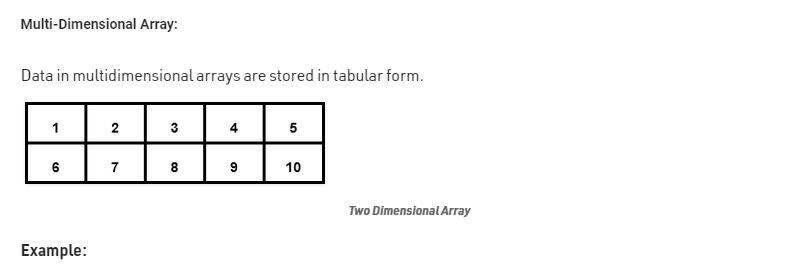 Multi-Dimensional Array:
Data in multidimensional arrays are stored in tabular form.
1 2 3 4 5
6 7 8 9 10
Two Dimensional Array
Example: